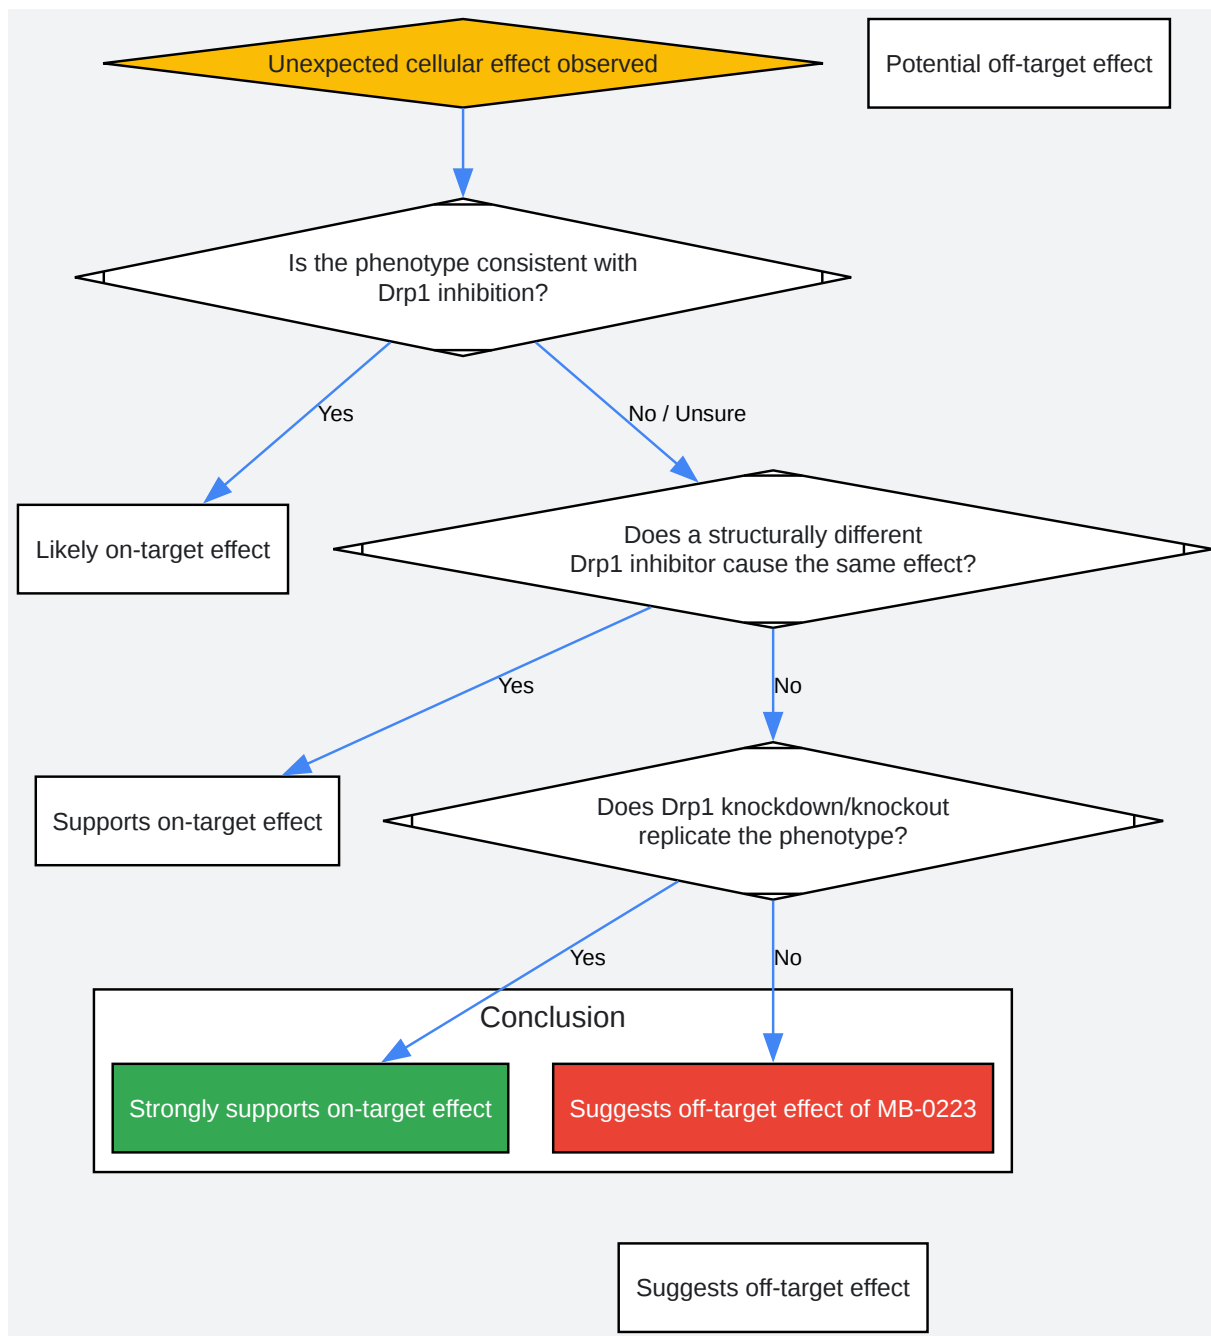 Unexpected cellular effect observed
Potential off-target effect
Is the phenotype consistent with
Drp1 inhibition?
Yes
No / Unsure
Likely on-target effect
Does a structurally different
Drp1 inhibitor cause the same effect?
Yes
No
Supports on-target effect
Does Drp1 knockdown/knockout
replicate the phenotype?
Yes
No
Conclusion
Strongly supports on-target effect
Suggests off-target effect of MB-0223
Suggests off-target effect